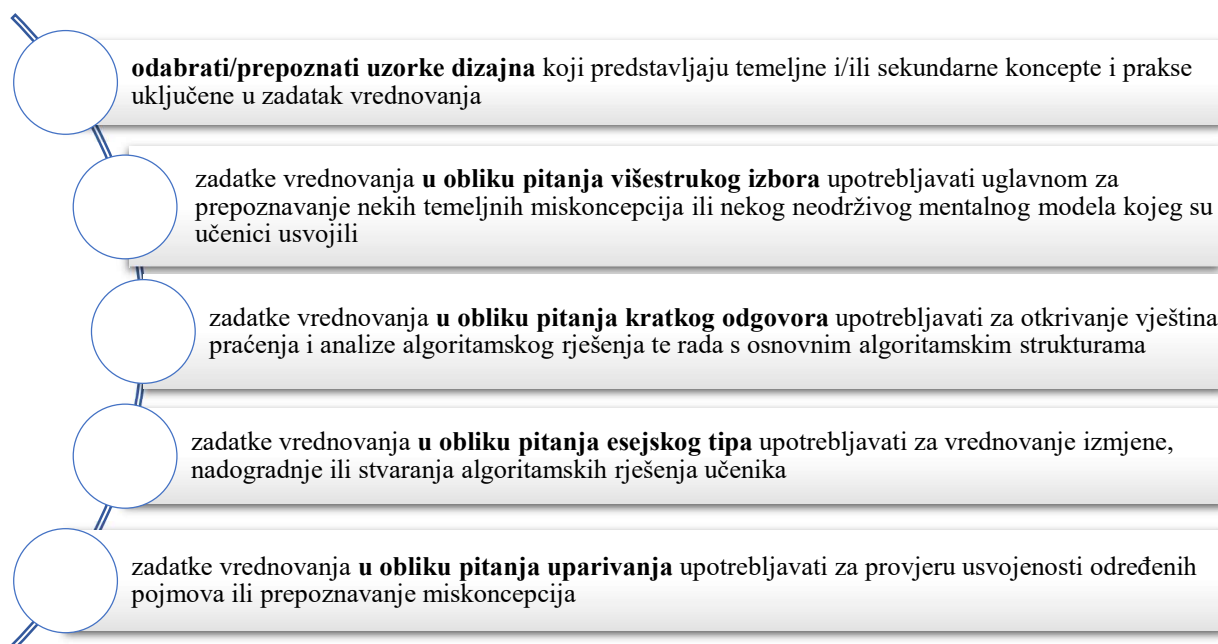 odabrati/prepoznati uzorke dizajna koji predstavljaju temeljne i/ili sekundarne koncepte i prakse
uključene u zadatak vrednovanja
zadatke vrednovanja u obliku pitanja višestrukog izbora upotrebljavati uglavnom za
prepoznavanje nekih temeljnih miskoncepcija ili nekog neodrživog mentalnog modela kojeg su
učenici usvojili
zadatke vrednovanja u obliku pitanja kratkog odgovora upotrebljavati za otkrivanje vještina
praćenja i analize algoritamskog rješenja te rada s osnovnim algoritamskim strukturama
zadatke vrednovanja u obliku pitanja esejskog tipa upotrebljavati za vrednovanje izmjene,
nadogradnje ili stvaranja algoritamskih rješenja učenika
zadatke vrednovanja u obliku pitanja uparivanja upotrebljavati za provjeru usvojenosti određenih
pojmova ili prepoznavanje miskoncepcija